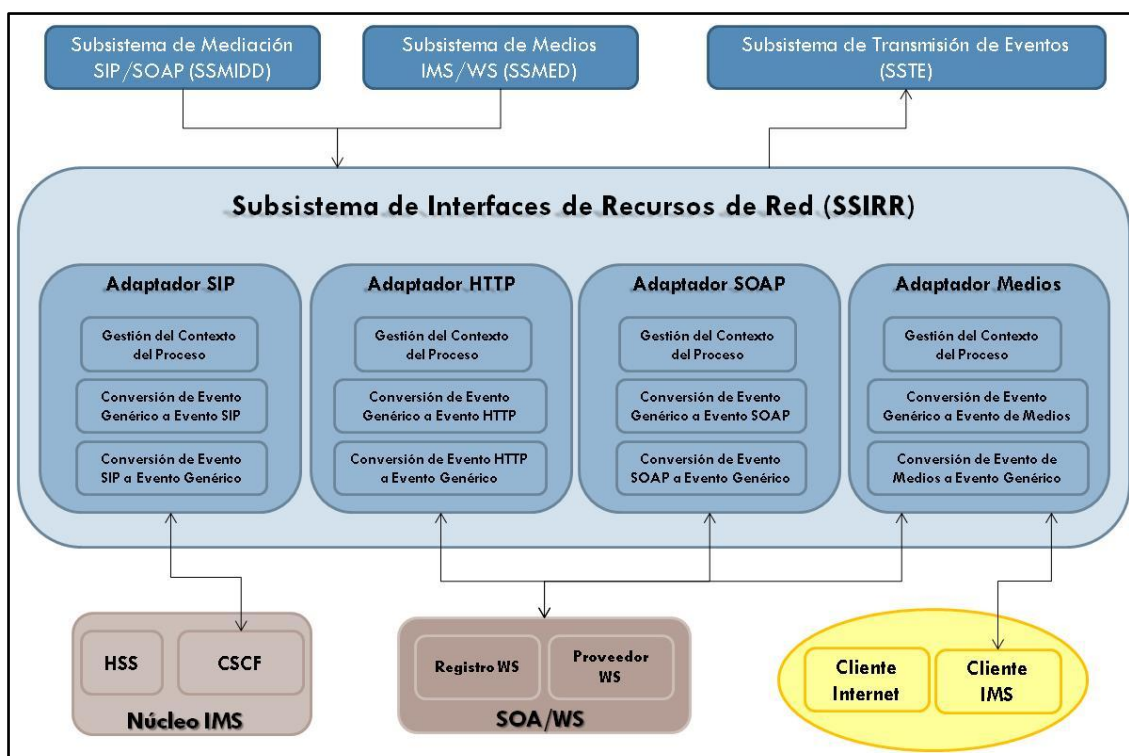 Subsistema de Mediación
SIP/SOAP (SSMIDD)
Subsistema de Medios
IMS/WS (SSMED)
Subsistema de Transmisión de Eventos
(SSTE)
Subsistema de Interfaces de Recursos de Red (SSIRR)
Adaptador SIP
Gestión del Contexto
del Proceso
Conversión de Evento
Genérico a Evento SIP
Conversión de Evento
SIP a Evento Genérico
Adaptador HTTP
Gestión del Contexto
del Proceso
Conversión de Evento
Genérico a Evento HTTP
Conversión de Evento HTTP
a Evento Genérico
Adaptador SOAP
Gestión del Contexto
del Proceso
Conversión de Evento
Genérico a Evento SOAP
Conversión de Evento
SOAP a Evento Genérico
Adaptador Medios
Gestión del Contexto
del Proceso
Conversión de Evento
Genérico a Evento de Medios
Conversión de Evento de
Medios a Evento Genérico
HSS
CSCF
Núcleo IMS
Registro WS
Proveedor
WS
SOA/WS
Cliente
Internet
Cliente
IMS